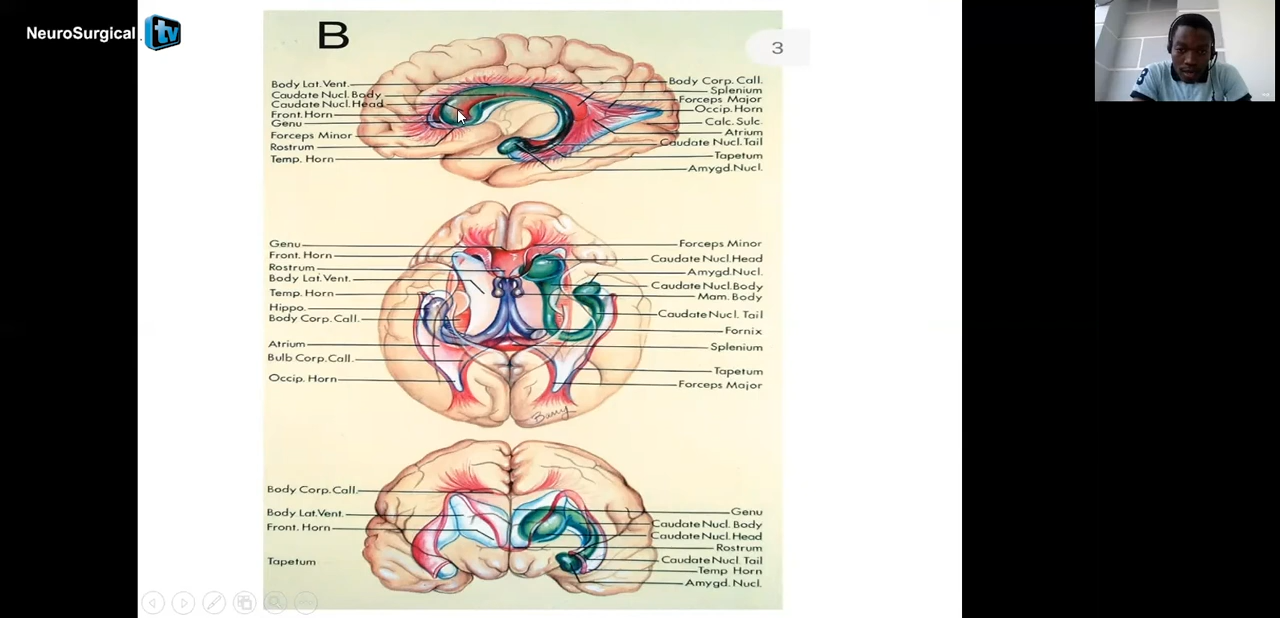 NeuroSurgical tv
B
3
Body Lat.Vent.
Caudate Nucl.Body
Caudate Nucl.Head
Front.Horn
Genu
Forceps Minor
Rostrum
Temp. Horn
Body Corp.Call.
Splenium
Forceps Major
Occip.Horn
Calc. Sulc.
Atrium
Caudate Nucl.Tail
Tapetum
Amygd.Nucl.
Genu
Front.Horn
Rostrum
Body Lat.Vent.
Temp. Horn
Hippo.
Body Corp.Call.
Atrium
Bulb Corp.Call.
Occip. Horn
Forceps Minor
Caudate Nucl.Head
Amygd.Nucl.
Caudate Nucl.Body
Mam. Body
Caudate Nucl. Tail
Fornix
Splenium
Tapetum
Forceps Major
Barry
Body Corp.Call.
Body Lat.Vent.
Front. Horn
Tapetum
Genu
Caudate Nucl.Body
Caudate Nucl.Head
Rostrum
Caudate Nucl.Tail
Temp Horn
Amygd. Nucl.